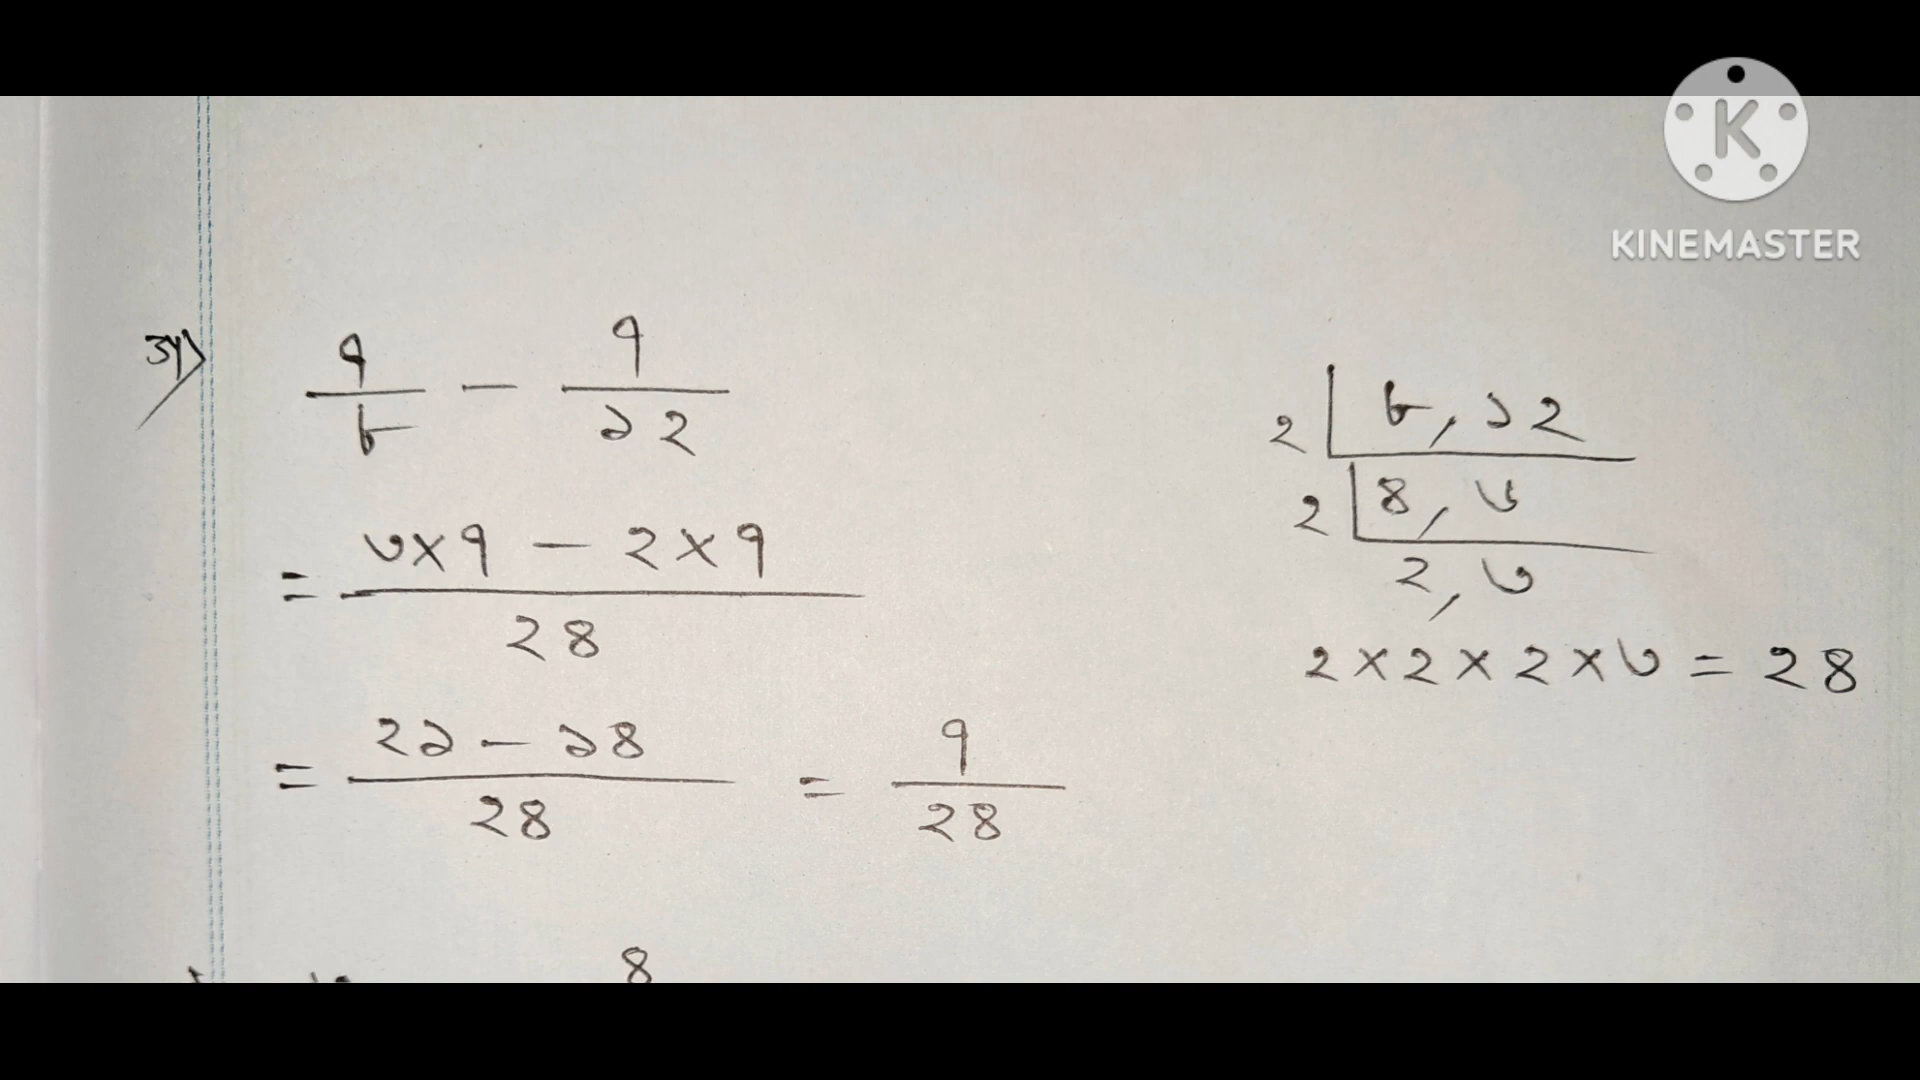 KINEMASTER
৭/৮ - ৭/১২
= (৩×৭ - ২×৭)/২৪
= (২১-১৪)/২৪ = ৭/২৪
২ | ৮, ১২
২ | ৪, ৬
২, ৩
২×২×২×৩ = ২৪
৪